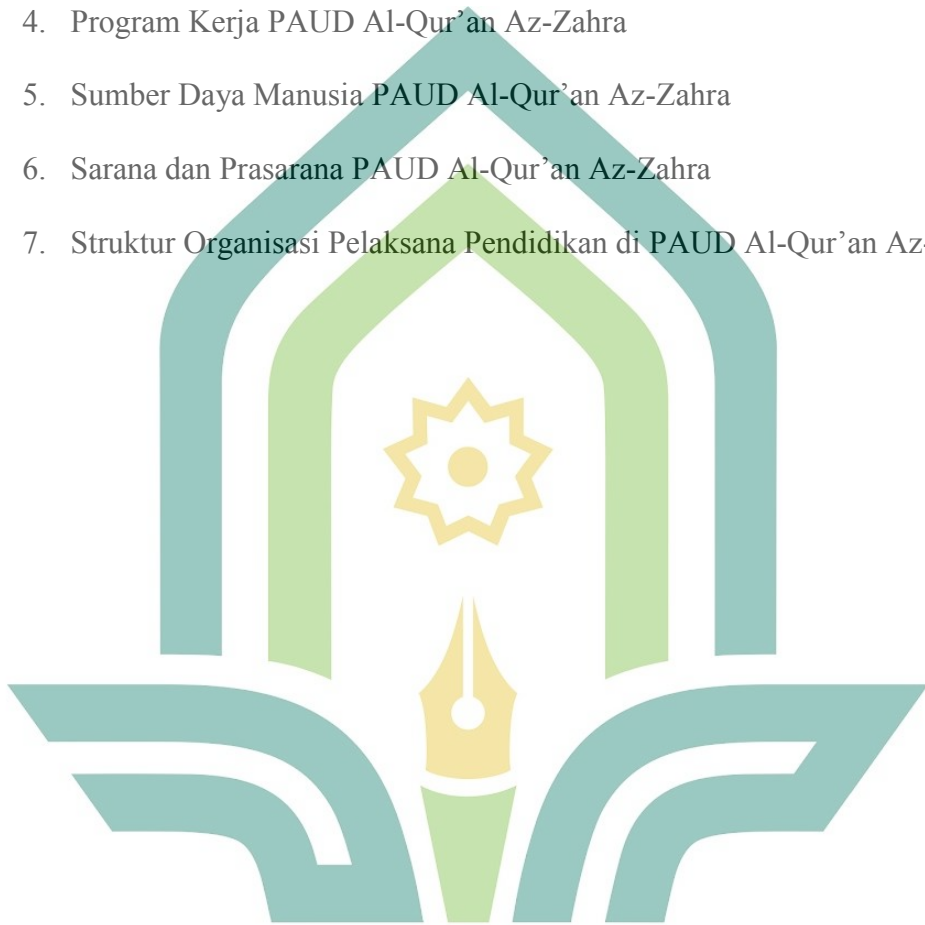 4. Program Kerja PAUD Al-Qur’an Az-Zahra
5. Sumber Daya Manusia PAUD Al-Qur’an Az-Zahra
6. Sarana dan Prasarana PAUD Al-Qur’an Az-Zahra
7. Struktur Organisasi Pelaksana Pendidikan di PAUD Al-Qur’an Az-